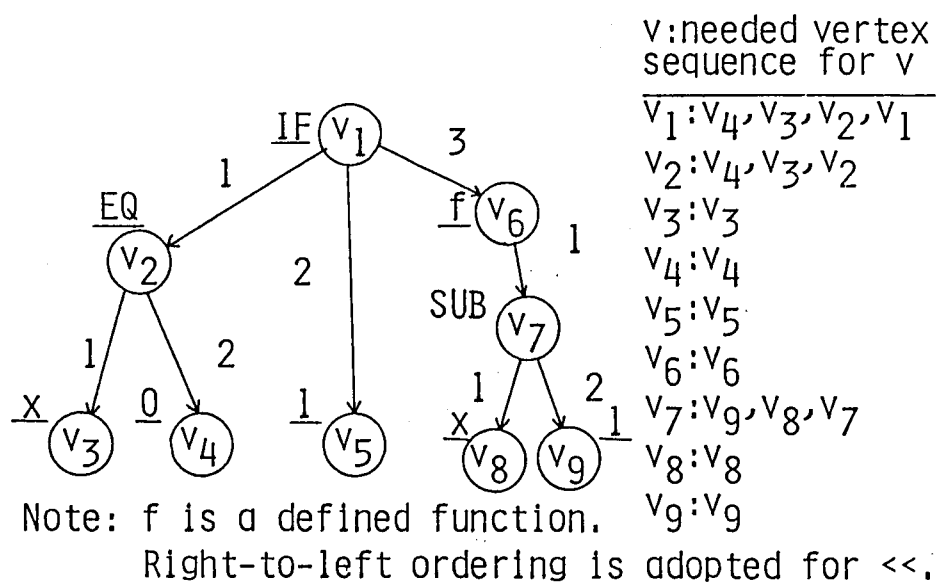 v:needed vertex
sequence for v
v1:v4,v3,v2,v1
v2:v4,v3,v2
v3:v3
v4:v4
v5:v5
v6:v6
v7:v9,v8,v7
v8:v8
v9:v9
IF v1
1
3
EQ
f v6
v2
2
1
SUB
v7
1
2
1
2
x
0
1
x
1
v3
v4
v5
v8
v9
Note: f is a defined function.
Right-to-left ordering is adopted for <<.